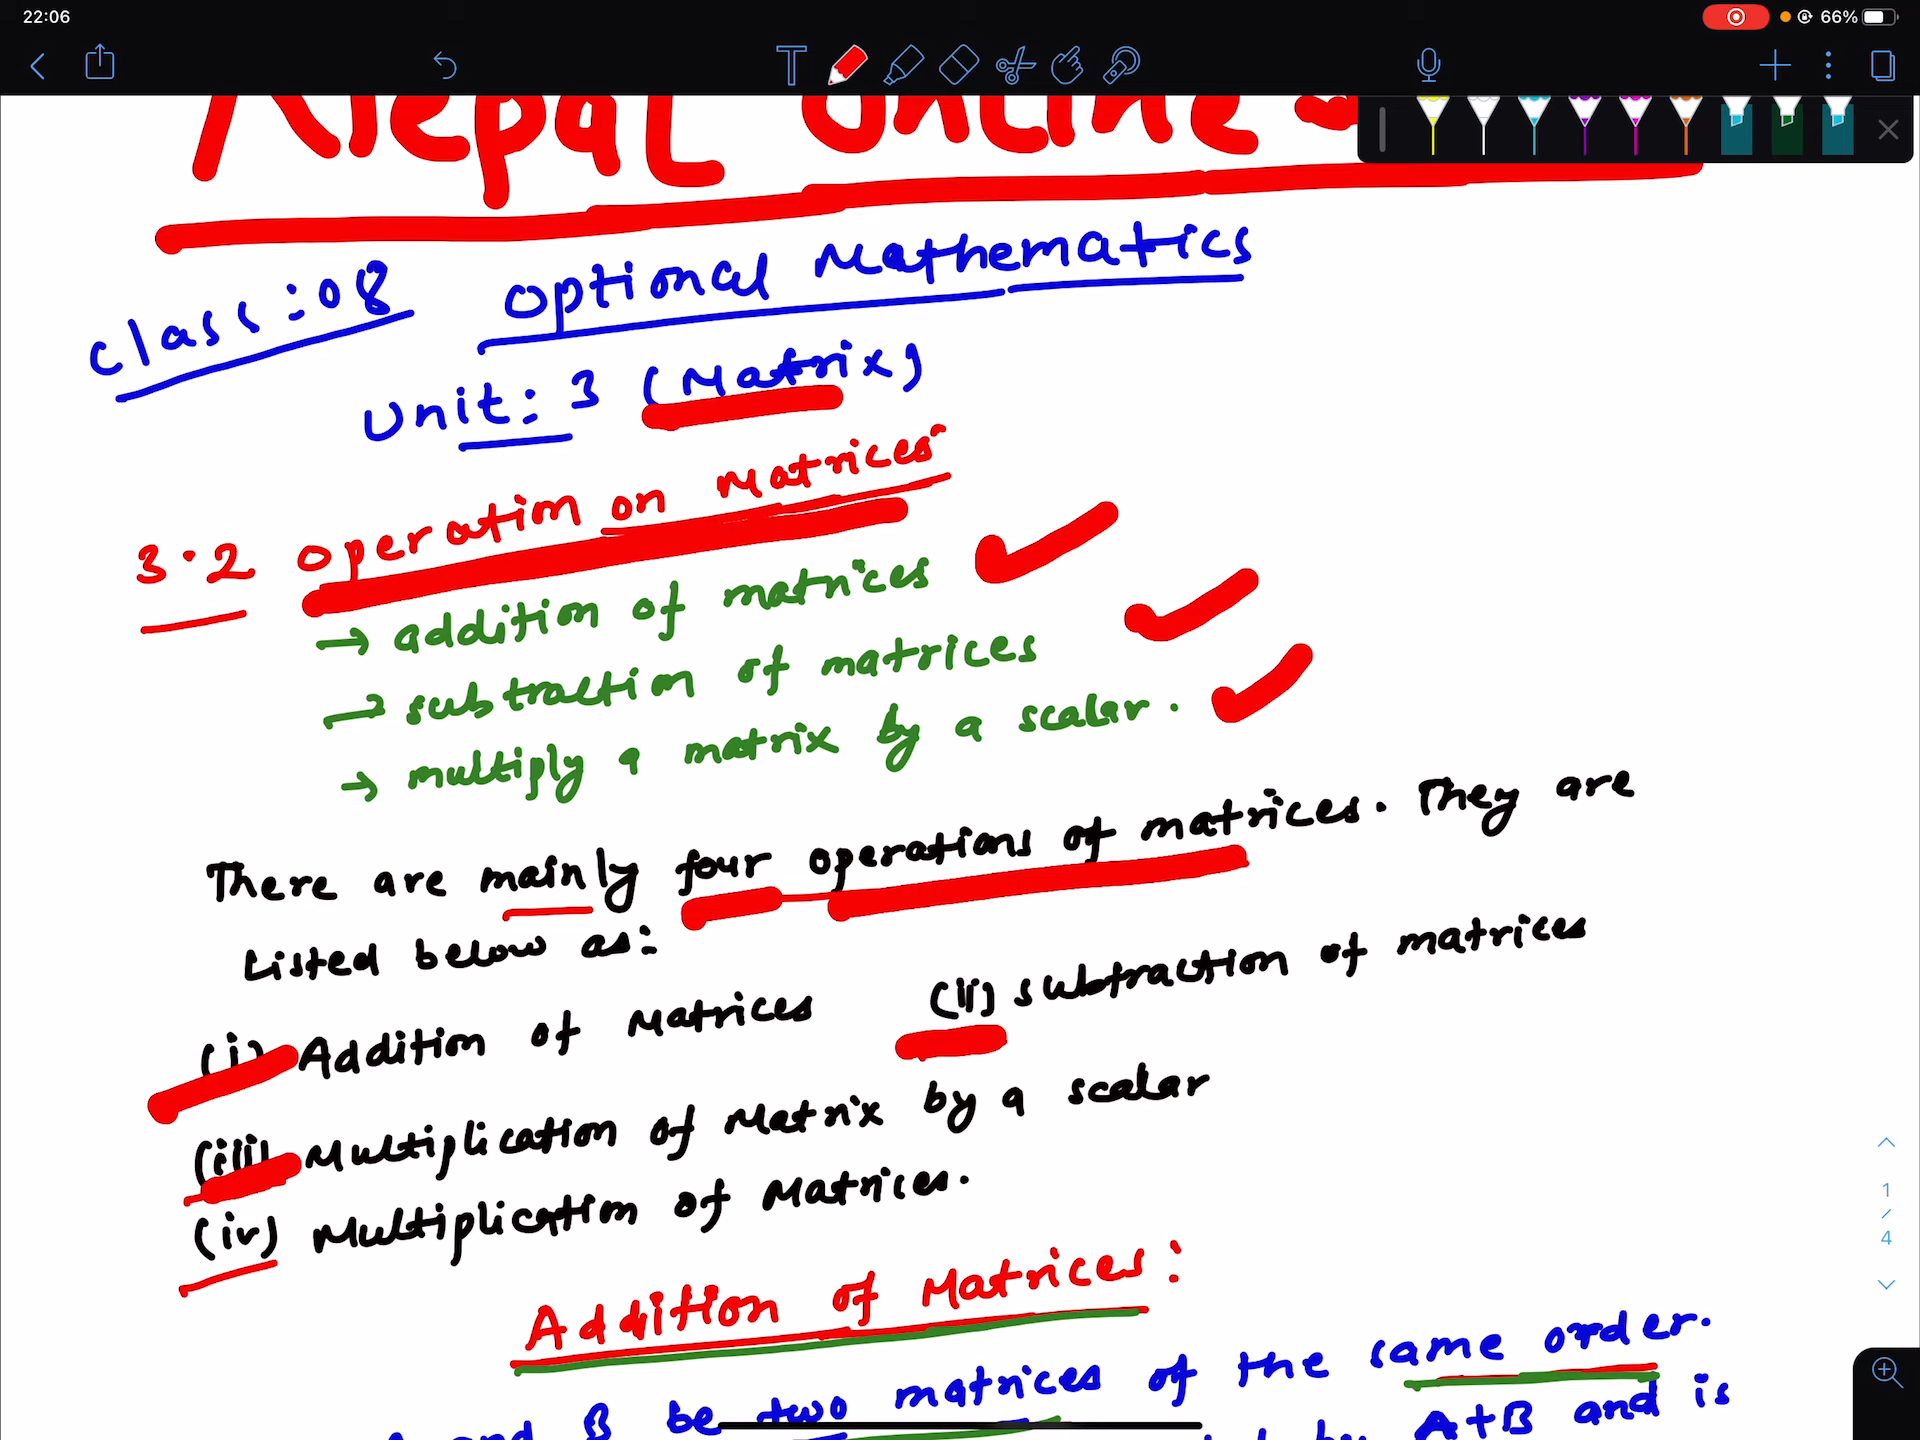 22:06
66%
Nepal Online
Class:08 Optional Mathematics
Unit: 3 (Matrix)
3.2 Operation on Matrices
→ addition of matrices
→ subtraction of matrices
→ multiply a matrix by a scalar.
There are mainly four operations of matrices. They are
Listed below as:
(i) Addition of Matrices (ii) subtraction of matrices
(iii) Multiplication of Matrix by a scalar
(iv) Multiplication of Matrices.
1
/
4
Addition of Matrices:
and B be two matrices of the same order.
by A+B and is